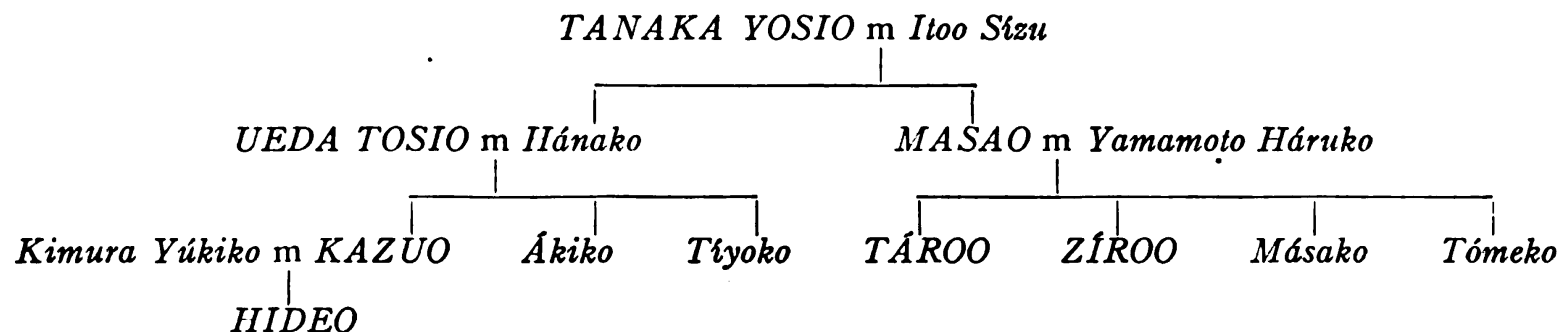 TANAKA YOSIO m Itoo Sízu
UEDA TOSIO m Hánako MASAO m Yamamoto Háruko
Kimura Yúkiko m KAZUO Ákiko Tíyoko TÁROO ZÍROO Másako Tómeko
HIDEO